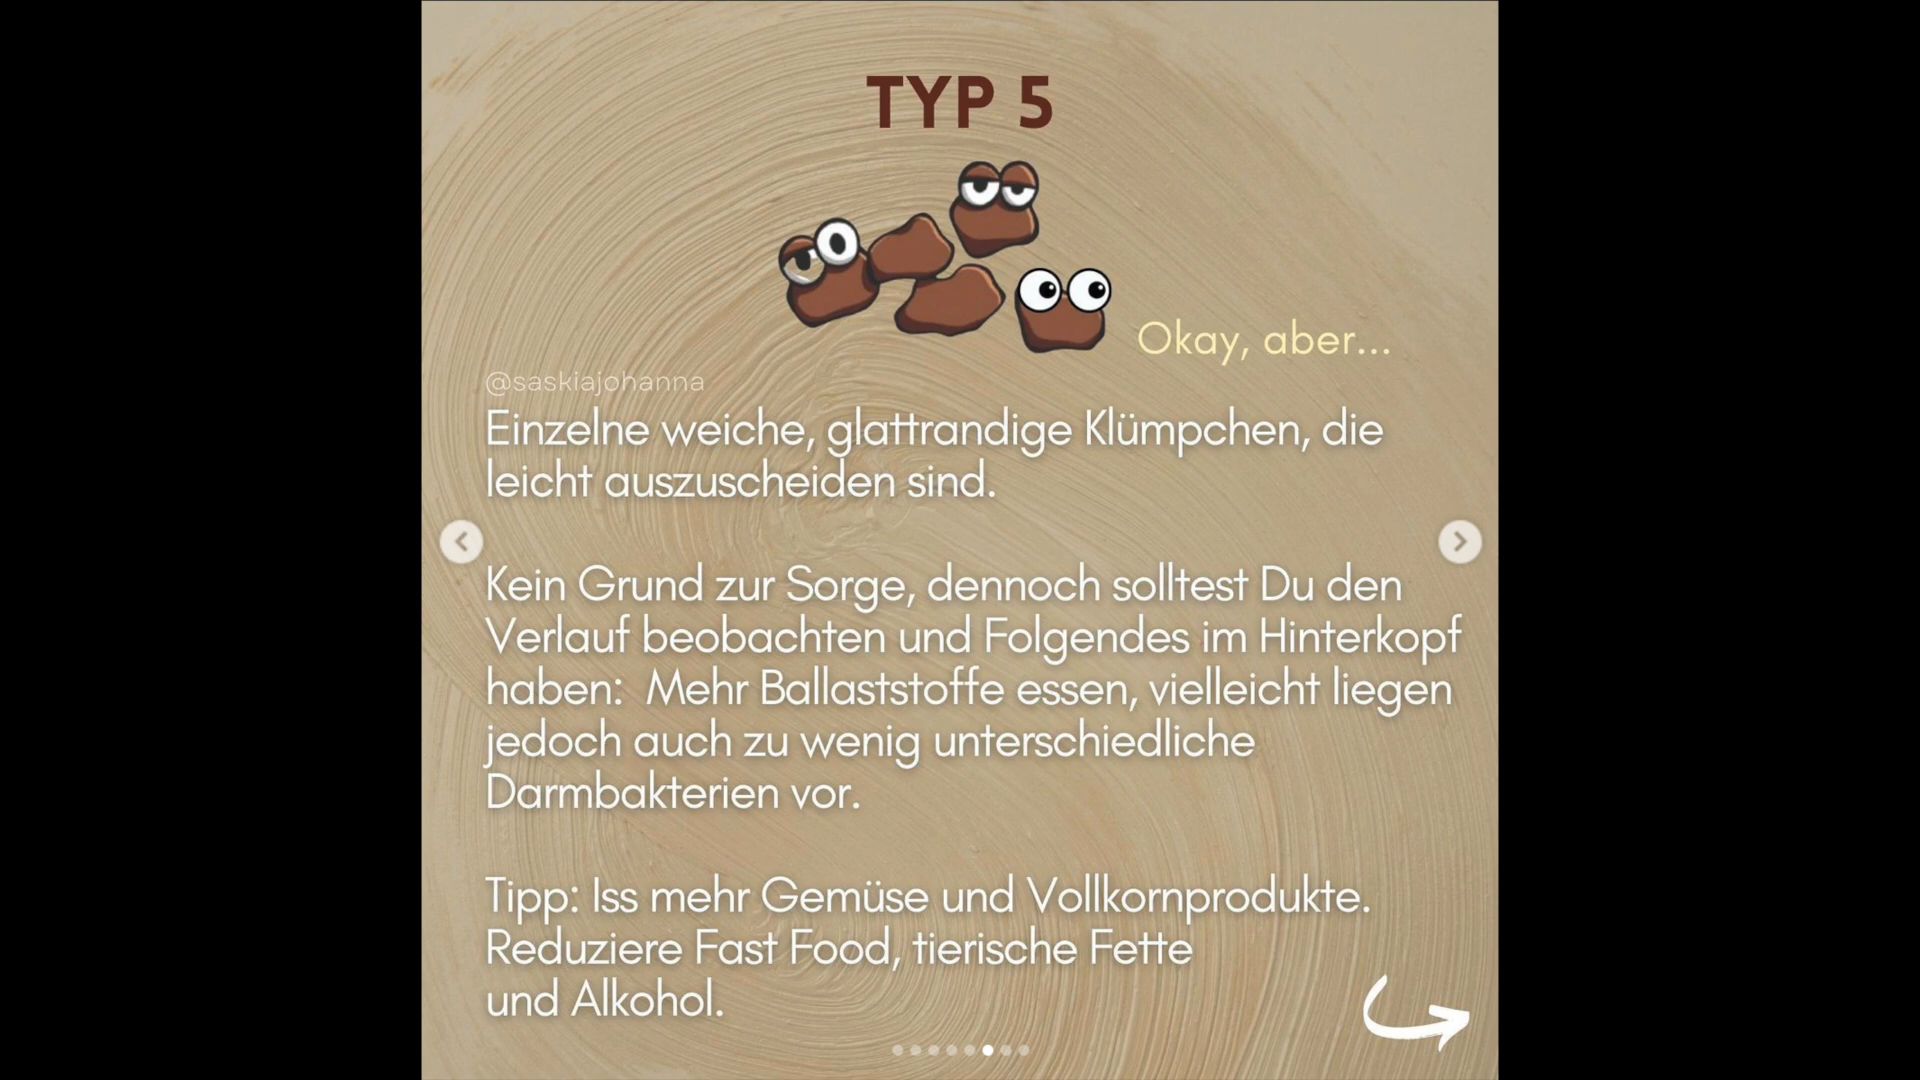 TYP 5
Okay, aber...
@saskiajohanna
Einzelne weiche, glattrandige Klümpchen, die
leicht auszuscheiden sind.
Kein Grund zur Sorge, dennoch solltest Du den
Verlauf beobachten und Folgendes im Hinterkopf
haben:  Mehr Ballaststoffe essen, vielleicht liegen
jedoch auch zu wenig unterschiedliche
Darmbakterien vor.
Tipp: Iss mehr Gemüse und Vollkornprodukte.
Reduziere Fast Food, tierische Fette
und Alkohol.